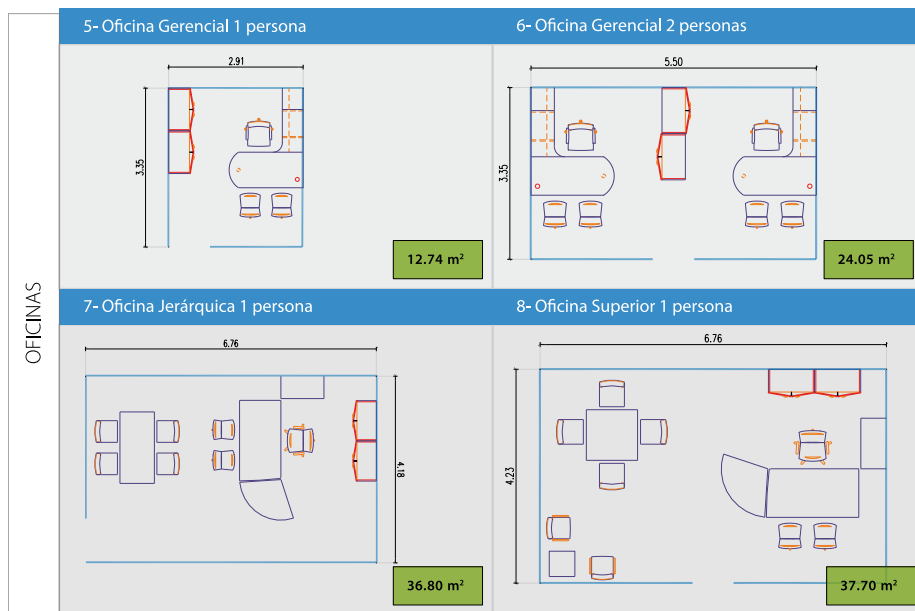 OFICINAS
5- Oficina Gerencial 1 persona
2.91
3.35
12.74 m²
6- Oficina Gerencial 2 personas
5.50
3.35
24.05 m²
7- Oficina Jerárquica 1 persona
6.76
4.18
36.80 m²
8- Oficina Superior 1 persona
6.76
4.23
37.70 m²